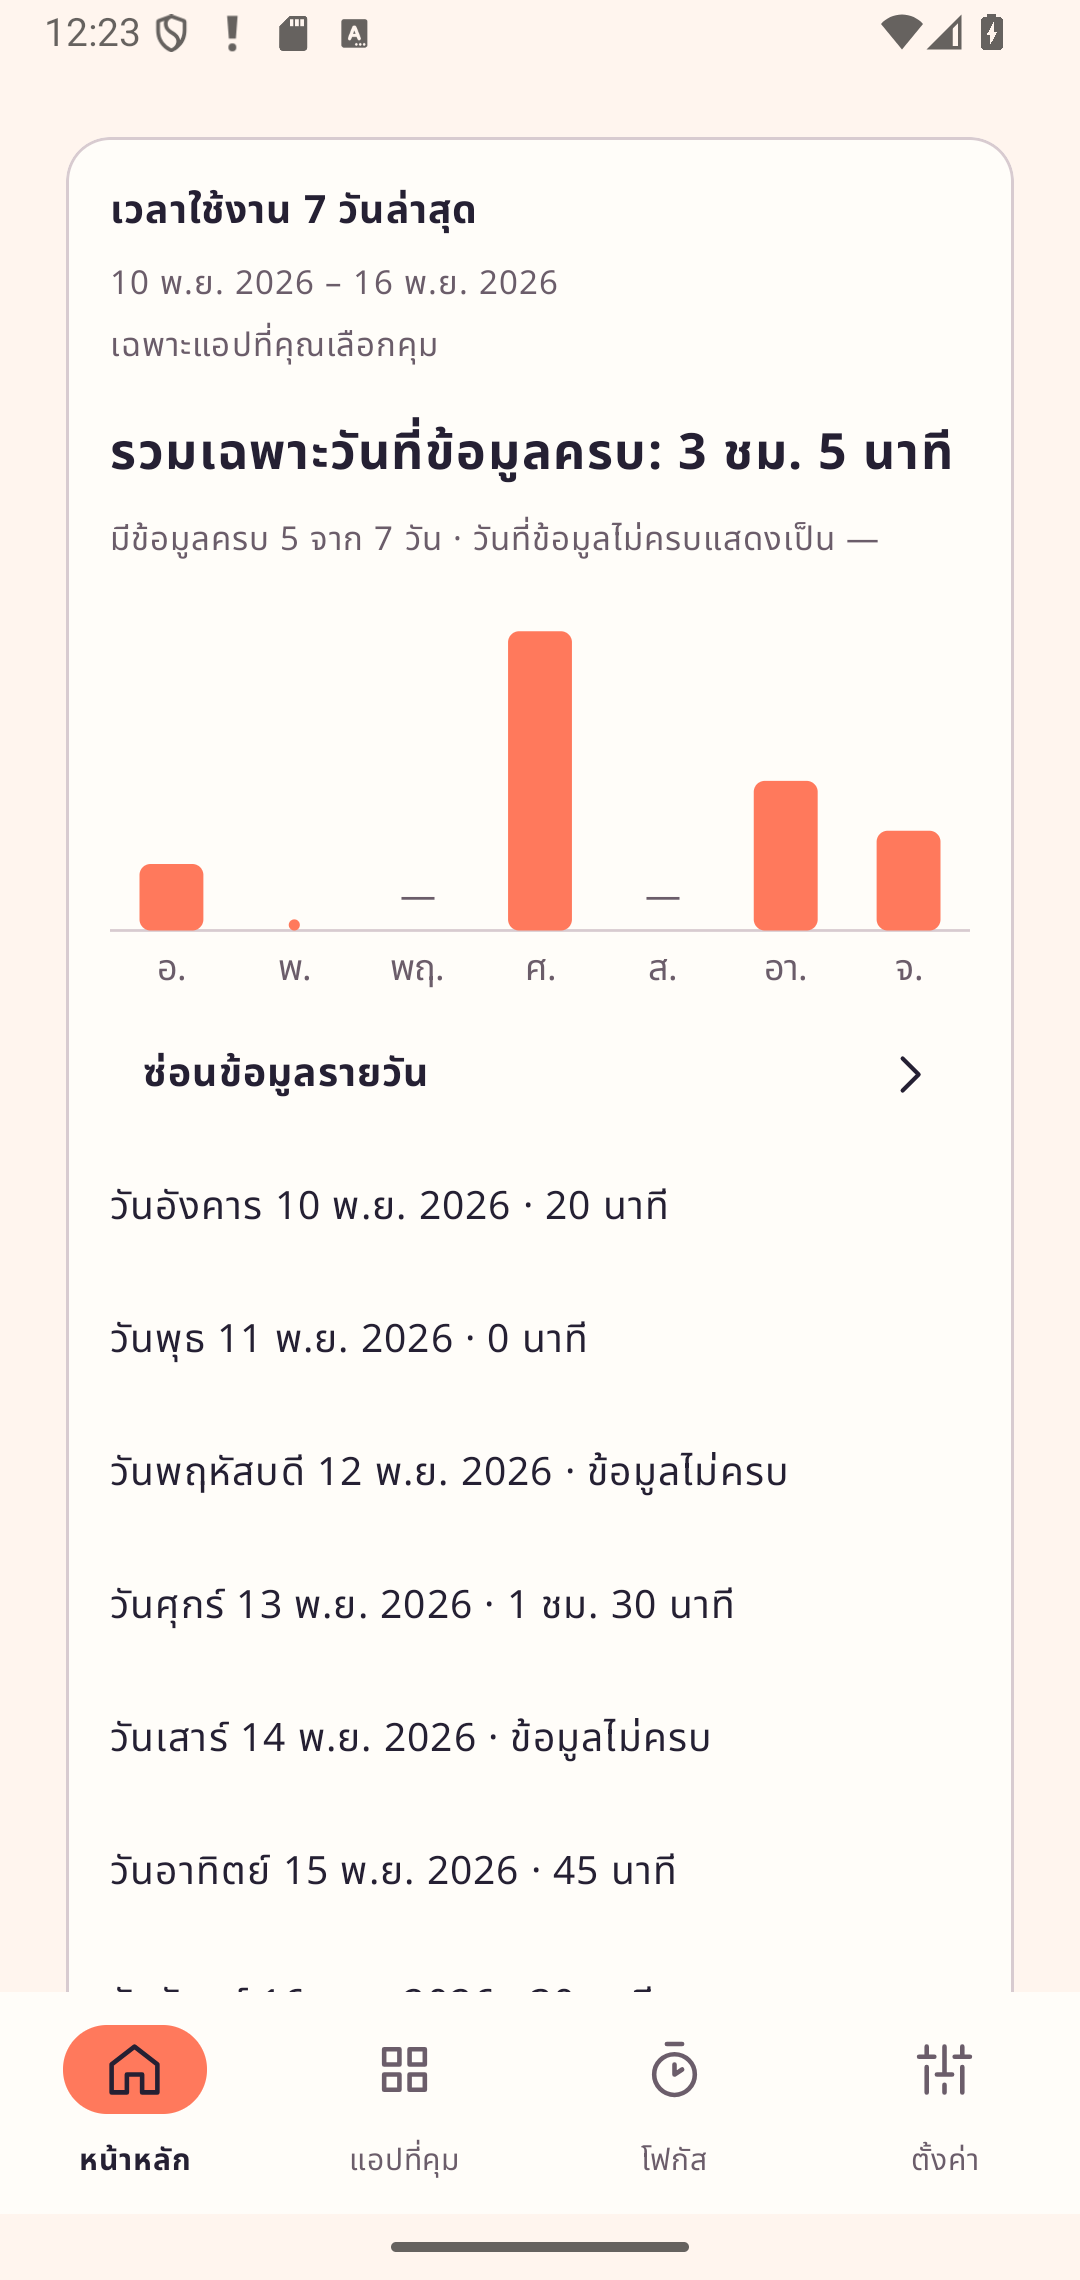 12:23
เวลาใช้งาน 7 วันล่าสุด
10 พ.ย. 2026 – 16 พ.ย. 2026
เฉพาะแอปที่คุณเลือกคุม
รวมเฉพาะวันที่ข้อมูลครบ: 3 ชม. 5 นาที
มีข้อมูลครบ 5 จาก 7 วัน · วันที่ข้อมูลไม่ครบแสดงเป็น —
— —
อ. พ. พฤ. ศ. ส. อา. จ.
ซ่อนข้อมูลรายวัน
วันอังคาร 10 พ.ย. 2026 · 20 นาที
วันพุธ 11 พ.ย. 2026 · 0 นาที
วันพฤหัสบดี 12 พ.ย. 2026 · ข้อมูลไม่ครบ
วันศุกร์ 13 พ.ย. 2026 · 1 ชม. 30 นาที
วันเสาร์ 14 พ.ย. 2026 · ข้อมูลไม่ครบ
วันอาทิตย์ 15 พ.ย. 2026 · 45 นาที
หน้าหลัก แอปที่คุม โฟกัส ตั้งค่า